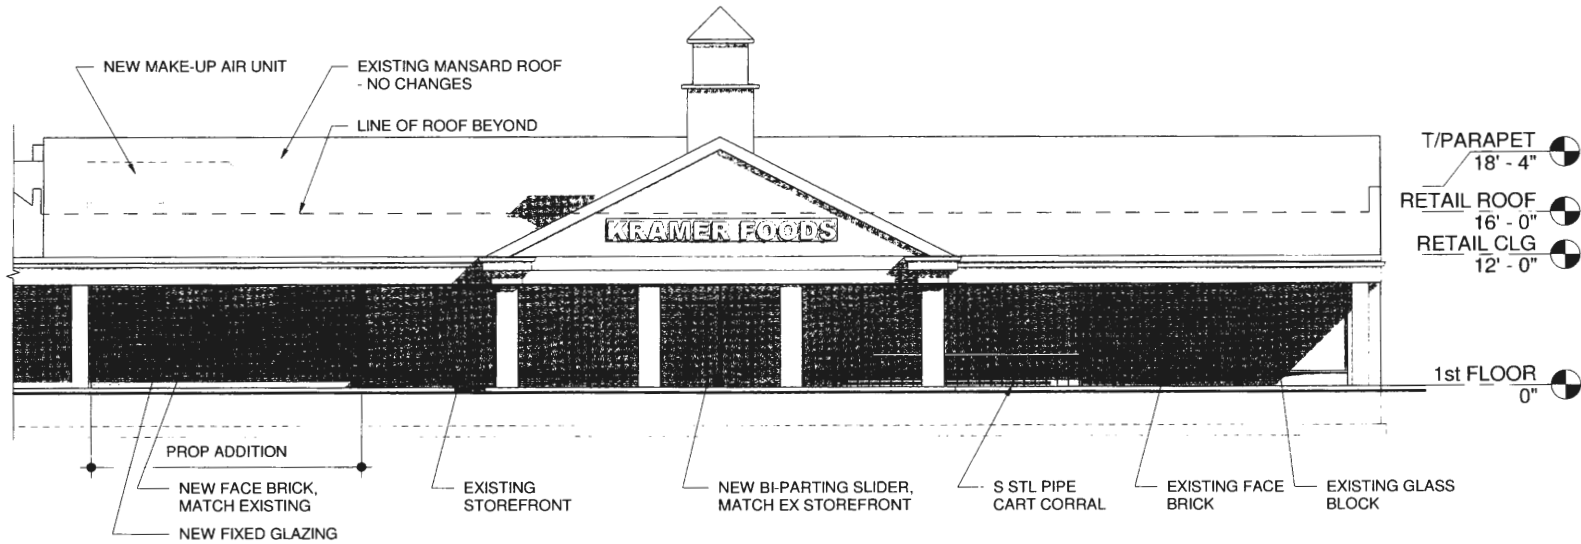 NEW MAKE-UP AIR UNIT
EXISTING MANSARD ROOF
- NO CHANGES
LINE OF ROOF BEYOND
KRAMER FOODS
T/PARAPET
18' - 4"
RETAIL ROOF
16' - 0"
RETAIL CLG
12' - 0"
1st FLOOR
0"
PROP ADDITION
NEW FACE BRICK,
MATCH EXISTING
NEW FIXED GLAZING
EXISTING
STOREFRONT
NEW BI-PARTING SLIDER,
MATCH EX STOREFRONT
S STL PIPE
CART CORRAL
EXISTING FACE
BRICK
EXISTING GLASS
BLOCK